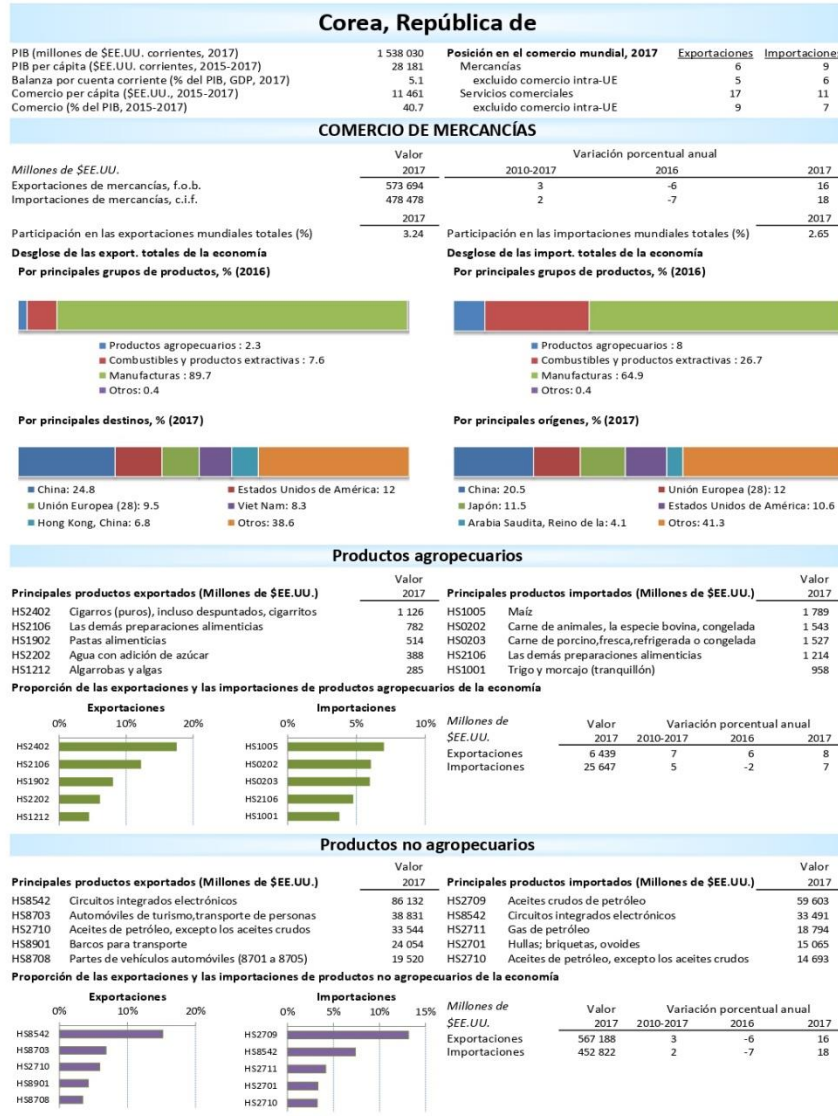 Corea, República de
PIB (millones de $EE.UU. corrientes, 2017) 1 538 030
PIB per cápita ($EE.UU. corrientes, 2015-2017) 28 181
Balanza por cuenta corriente (% del PIB, GDP, 2017) 5.1
Comercio per cápita ($EE.UU., 2015-2017) 11 461
Comercio (% del PIB, 2015-2017) 40.7
Posición en el comercio mundial, 2017 Exportaciones Importaciones
Mercancías 6 9
excluido comercio intra-UE 5 6
Servicios comerciales 17 11
excluido comercio intra-UE 9 7
COMERCIO DE MERCANCÍAS
Valor Variación porcentual anual
Millones de $EE.UU. 2017 2010-2017 2016 2017
Exportaciones de mercancías, f.o.b. 573 694 3 -6 16
Importaciones de mercancías, c.i.f. 478 478 2 -7 18
2017 2017
Participación en las exportaciones mundiales totales (%) 3.24 Participación en las importaciones mundiales totales (%) 2.65
Desglose de las export. totales de la economía
Por principales grupos de productos, % (2016)
Productos agropecuarios : 2.3
Combustibles y productos extractivas : 7.6
Manufacturas : 89.7
Otros: 0.4
Por principales destinos, % (2017)
China: 24.8 Estados Unidos de América: 12
Unión Europea (28): 9.5 Viet Nam: 8.3
Hong Kong, China: 6.8 Otros: 38.6
Desglose de las import. totales de la economía
Por principales grupos de productos, % (2016)
Productos agropecuarios : 8
Combustibles y productos extractivas : 26.7
Manufacturas : 64.9
Otros: 0.4
Por principales orígenes, % (2017)
China: 20.5 Unión Europea (28): 12
Japón: 11.5 Estados Unidos de América: 10.6
Arabia Saudita, Reino de la: 4.1 Otros: 41.3
Productos agropecuarios
Valor
Principales productos exportados (Millones de $EE.UU.) 2017
HS2402 Cigarros (puros), incluso despuntados, cigarritos 1 126
HS2106 Las demás preparaciones alimenticias 782
HS1902 Pastas alimenticias 514
HS2202 Agua con adición de azúcar 388
HS1212 Algarrobas y algas 285
Valor
Principales productos importados (Millones de $EE.UU.) 2017
HS1005 Maíz 1 789
HS0202 Carne de animales, la especie bovina, congelada 1 543
HS0203 Carne de porcino,fresca,refrigerada o congelada 1 527
HS2106 Las demás preparaciones alimenticias 1 214
HS1001 Trigo y morcajo (tranquillón) 958
Proporción de las exportaciones y las importaciones de productos agropecuarios de la economía
Exportaciones
0% 10% 20%
HS2402
HS2106
HS1902
HS2202
HS1212
Importaciones
0% 5% 10%
HS1005
HS0202
HS0203
HS2106
HS1001
Millones de Valor Variación porcentual anual
$EE.UU. 2017 2010-2017 2016 2017
Exportaciones 6 439 7 6 8
Importaciones 25 647 5 -2 7
Productos no agropecuarios
Valor
Principales productos exportados (Millones de $EE.UU.) 2017
HS8542 Circuitos integrados electrónicos 86 132
HS8703 Automóviles de turismo,transporte de personas 38 831
HS2710 Aceites de petróleo, excepto los aceites crudos 33 544
HS8901 Barcos para transporte 24 054
HS8708 Partes de vehículos automóviles (8701 a 8705) 19 520
Valor
Principales productos importados (Millones de $EE.UU.) 2017
HS2709 Aceites crudos de petróleo 59 603
HS8542 Circuitos integrados electrónicos 33 491
HS2711 Gas de petróleo 18 794
HS2701 Hullas; briquetas, ovoides 15 065
HS2710 Aceites de petróleo, excepto los aceites crudos 14 693
Proporción de las exportaciones y las importaciones de productos no agropecuarios de la economía
Exportaciones
0% 10% 20%
HS8542
HS8703
HS2710
HS8901
HS8708
Importaciones
0% 5% 10% 15%
HS2709
HS8542
HS2711
HS2701
HS2710
Millones de Valor Variación porcentual anual
$EE.UU. 2017 2010-2017 2016 2017
Exportaciones 567 188 3 -6 16
Importaciones 452 822 2 -7 18